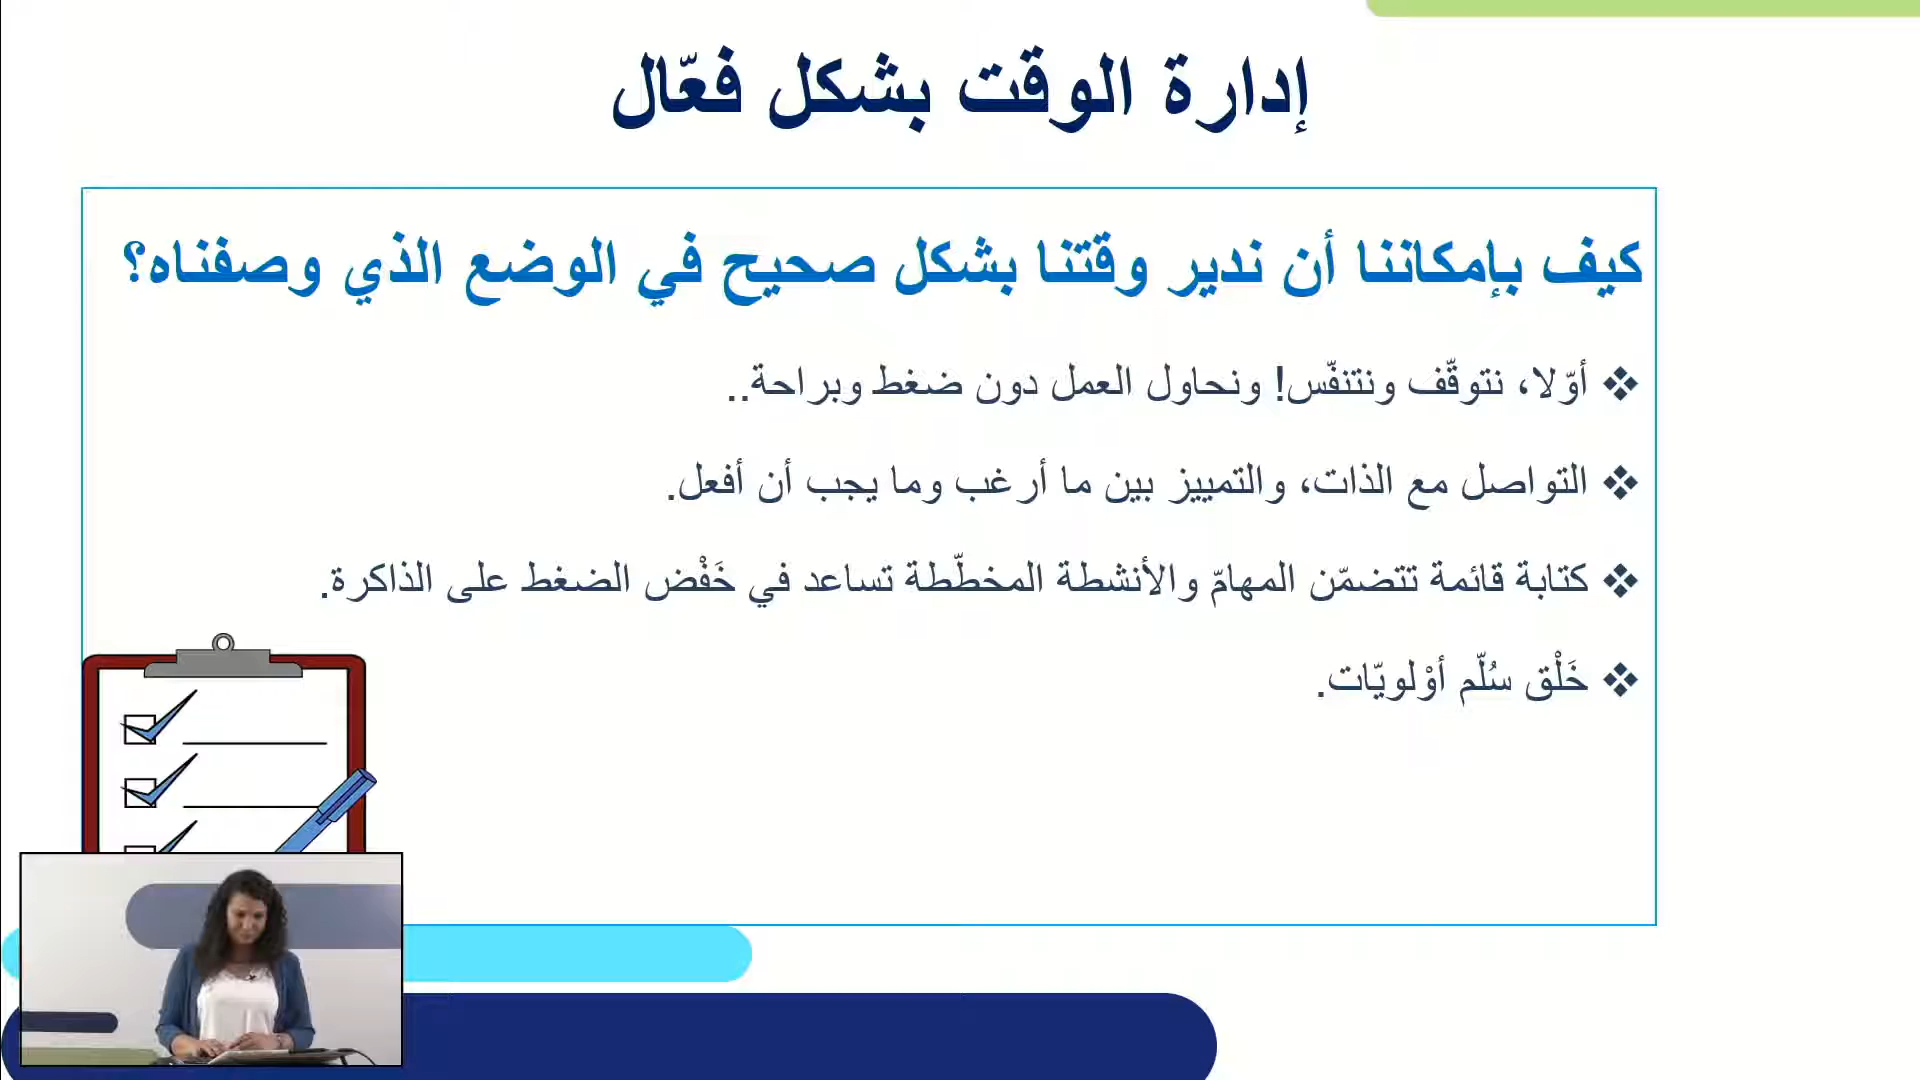 إدارة الوقت بشكل فعّال
كيف بإمكاننا أن ندير وقتنا بشكل صحيح في الوضع الذي وصفناه؟
❖ أوّلا، نتوقّف ونتنفّس! ونحاول العمل دون ضغط وبراحة..
❖ التواصل مع الذات، والتمييز بين ما أرغب وما يجب أن أفعل.
❖ كتابة قائمة تتضمّن المهامّ والأنشطة المخطّطة تساعد في خَفْض الضغط على الذاكرة.
❖ خَلْق سُلّم أوْلويّات.